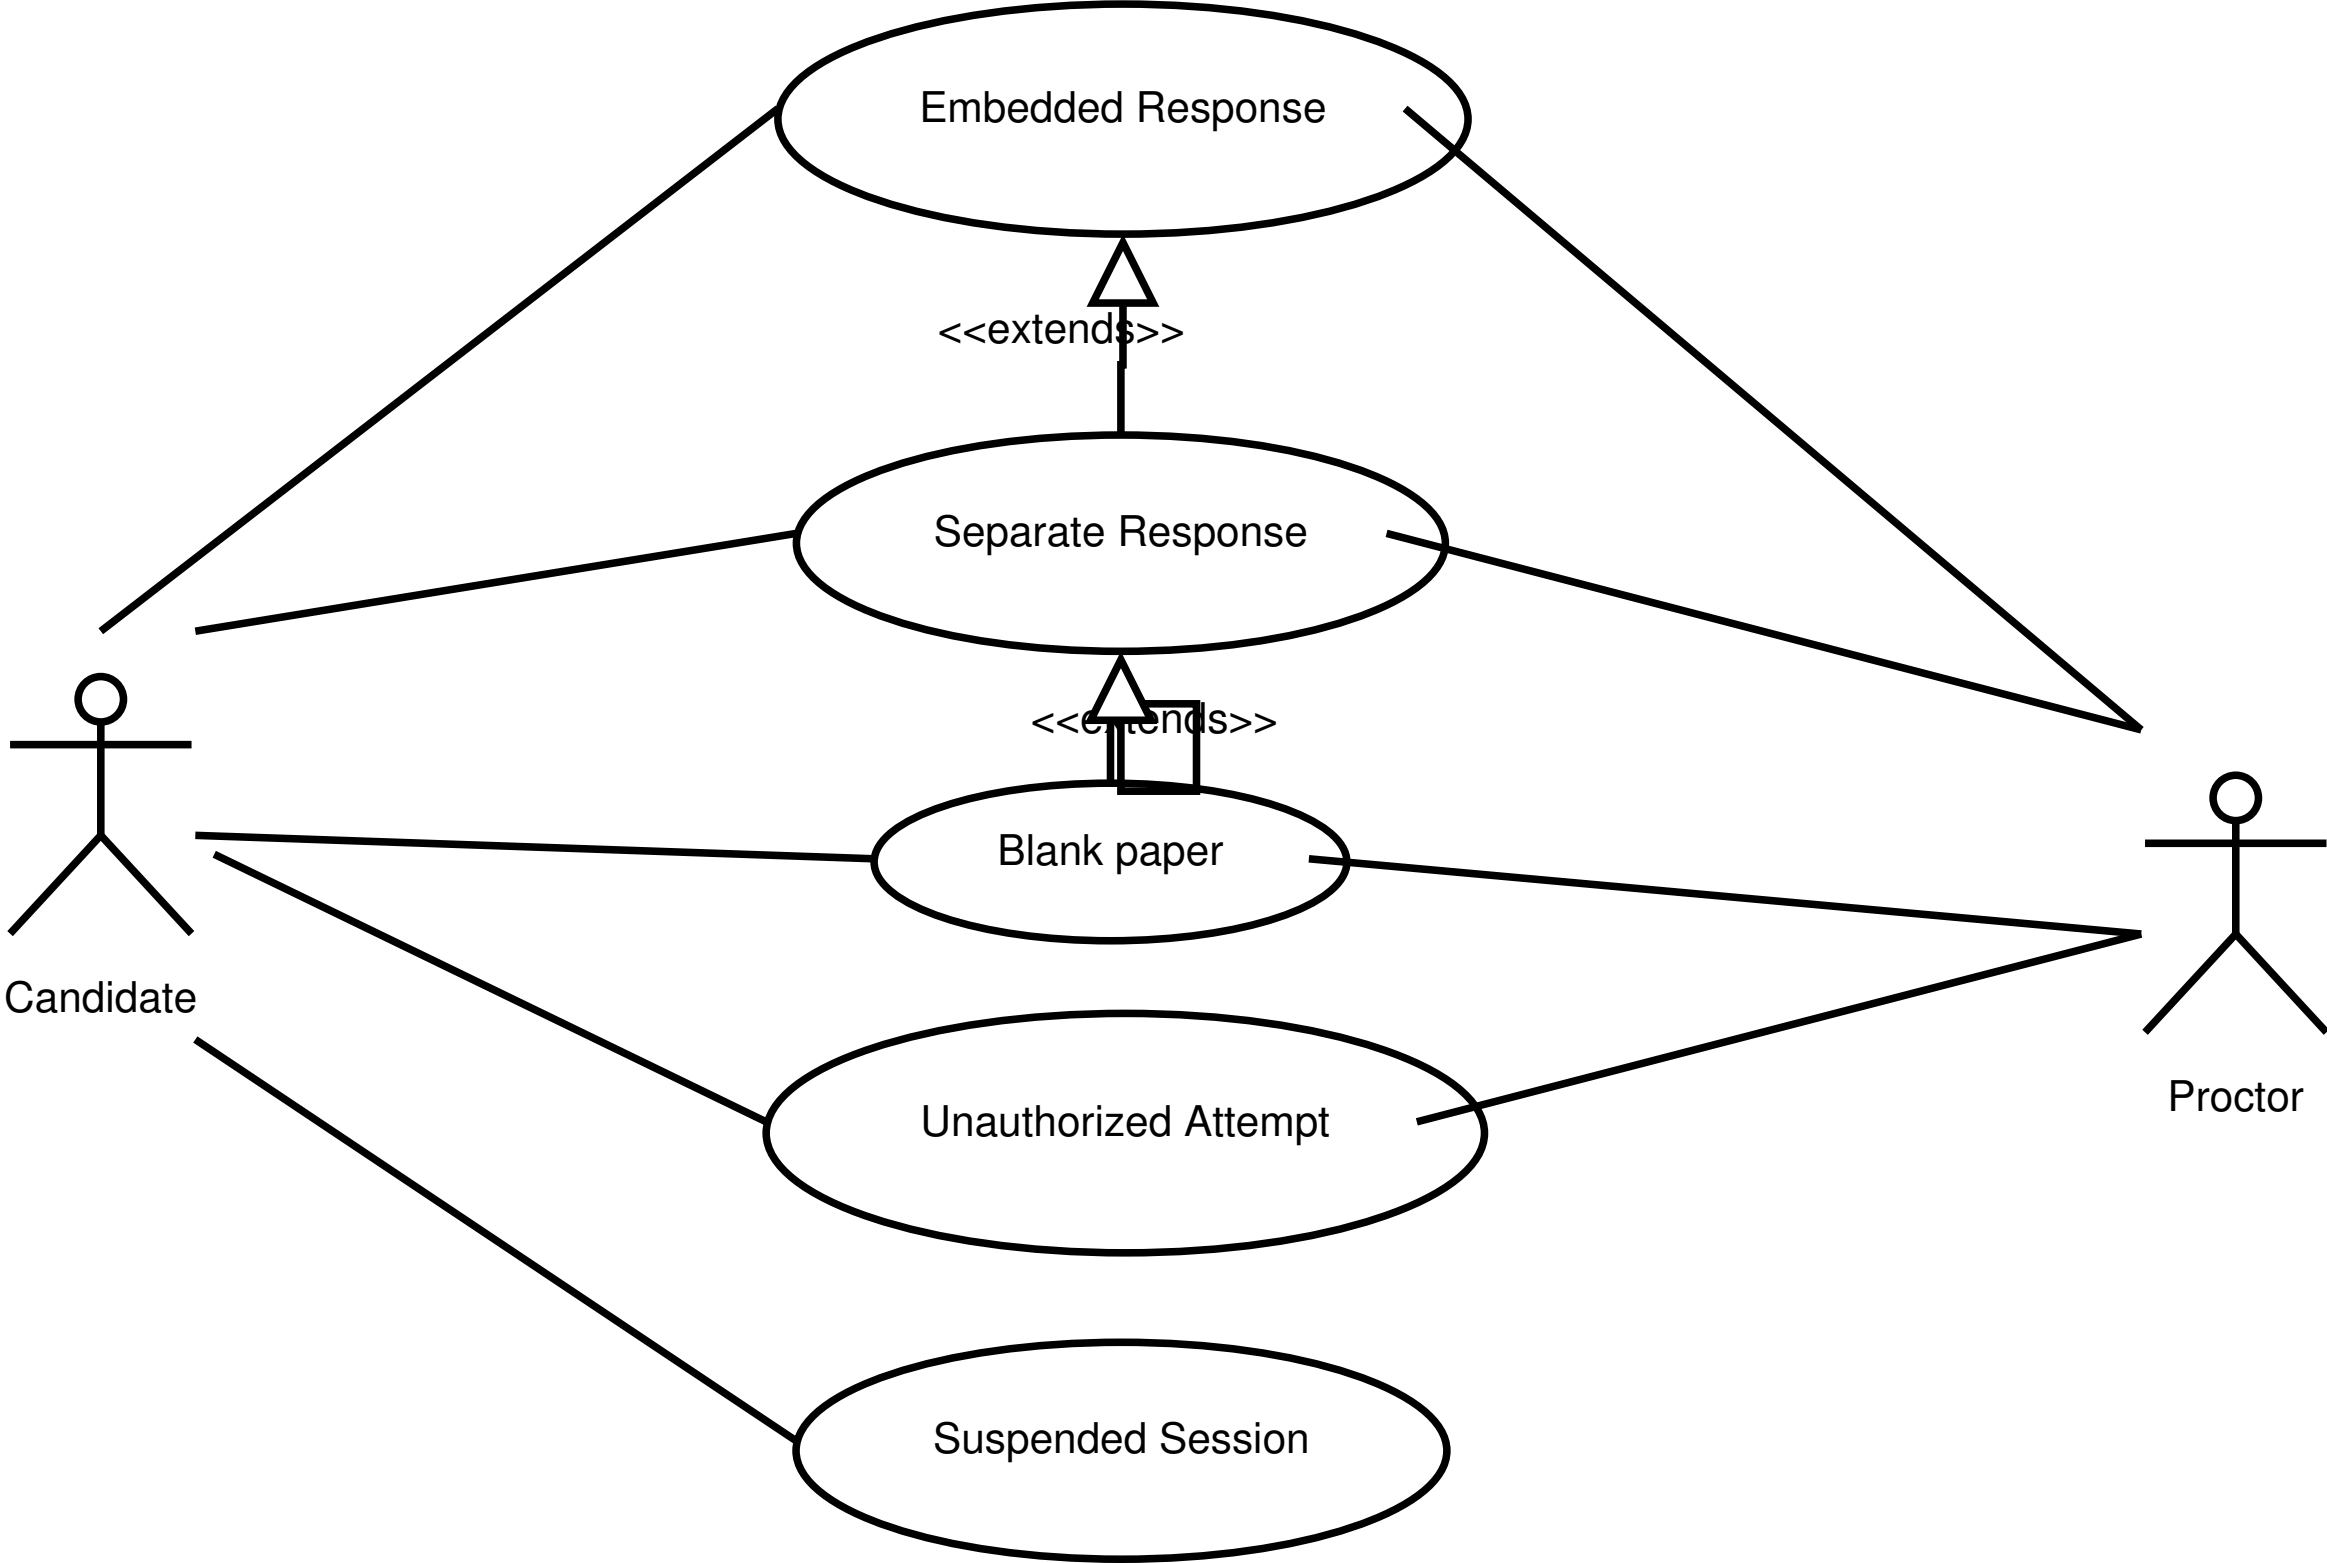 Embedded Response
<<extends>>
Separate Response
<<extends>>
Blank paper
Candidate
Unauthorized Attempt
Proctor
Suspended Session